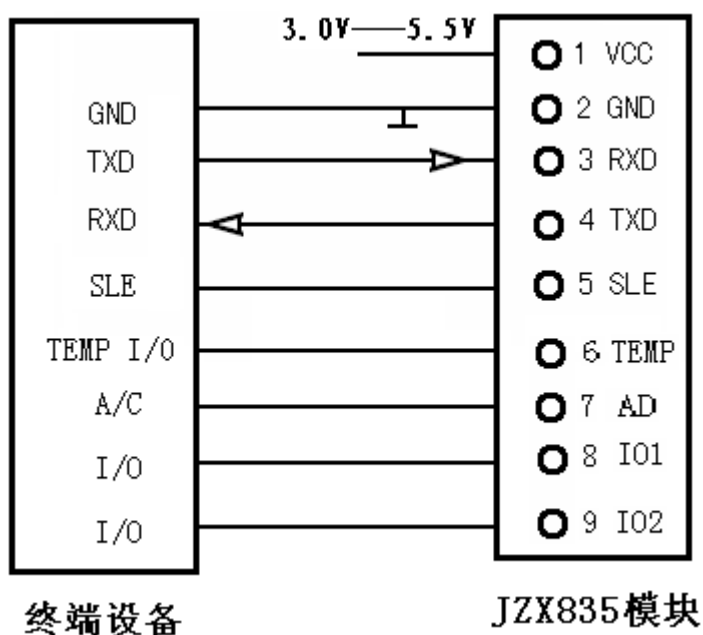 3.0V——5.5V
GND
TXD
RXD
SLE
TEMP I/O
A/C
I/O
I/O
终端设备
1 VCC
2 GND
3 RXD
4 TXD
5 SLE
6 TEMP
7 AD
8 IO1
9 IO2
JZX835模块